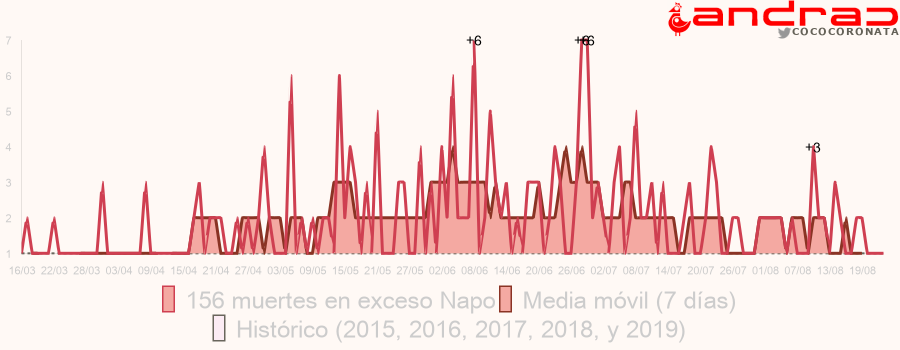 andrab
COCOCORONATA
7
6
5
4
3
2
1
+6
+6
+6
+3
16/03 22/03 28/03 03/04 09/04 15/04 21/04 27/04 03/05 09/05 15/05 21/05 27/05 02/06 08/06 14/06 20/06 26/06 02/07 08/07 14/07 20/07 26/07 01/08 07/08 13/08 19/08
156 muertes en exceso Napo
Media móvil (7 días)
Histórico (2015, 2016, 2017, 2018, y 2019)